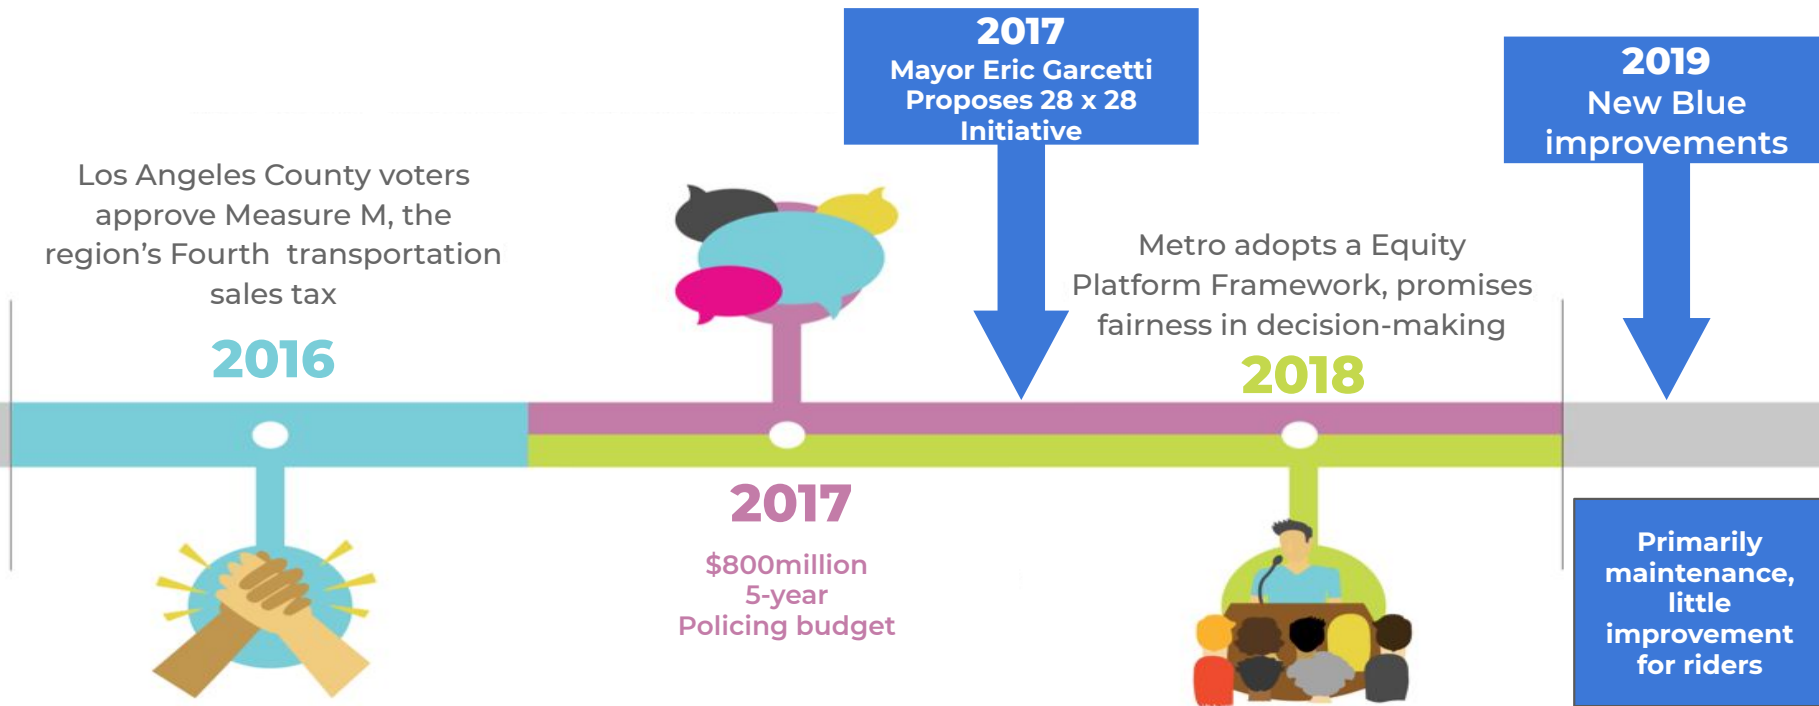 Los Angeles County voters
approve Measure M, the
region's Fourth transportation
sales tax
2016
2017
$800million
5-year
Policing budget
2017
Mayor Eric Garcetti
Proposes 28 x 28
Initiative
Metro adopts a Equity
Platform Framework, promises
fairness in decision-making
2018
2019
New Blue
improvements
Primarily
maintenance,
little
improvement
for riders